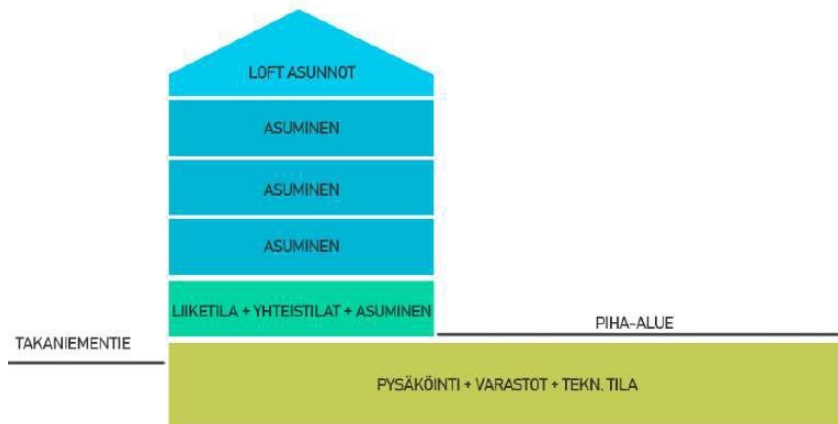 LOFT ASUNNOT
ASUMINEN
ASUMINEN
ASUMINEN
LIIKETILA + YHTEISTILAT + ASUMINEN
PIHA-ALUE
TAKANIEMENTIE
PYSÄKÖINTI + VARASTOT + TEKN. TILA